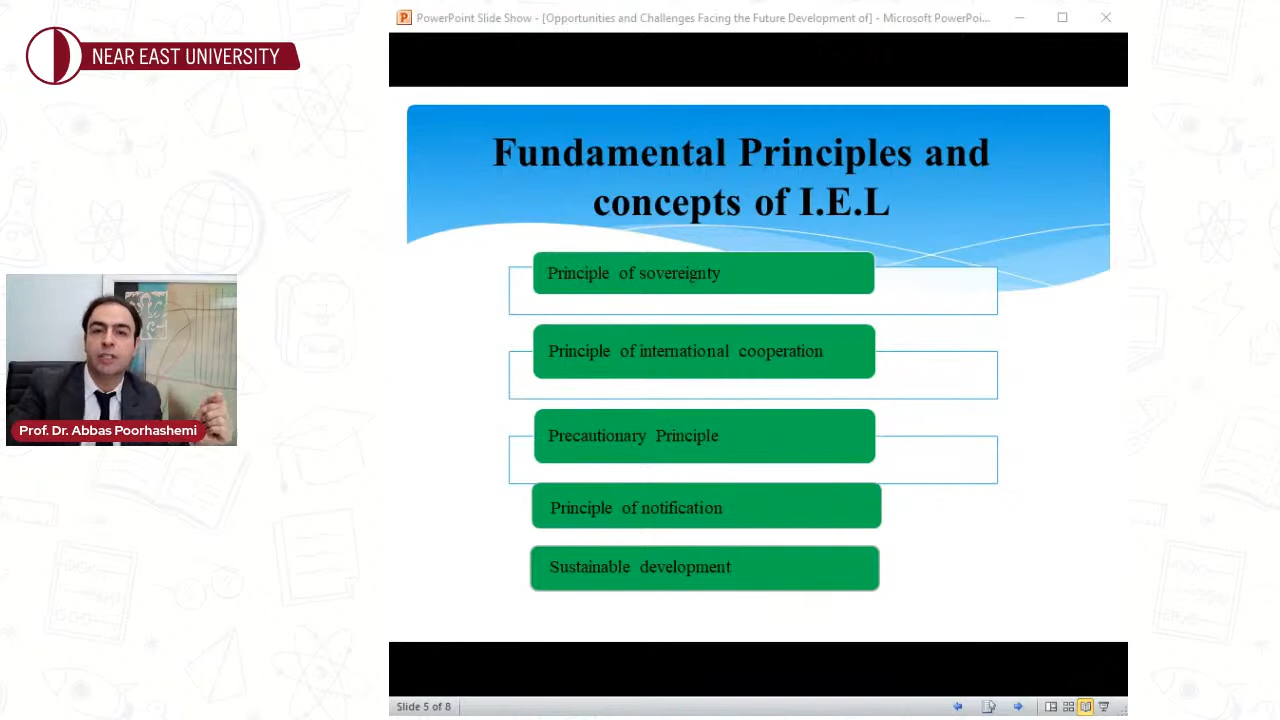 NEAR EAST UNIVERSITY
PowerPoint Slide Show - [Opportunities and Challenges Facing the Future Development of] - Microsoft PowerPoi...
Fundamental Principles and
concepts of I.E.L
Principle of sovereignty
Principle of international cooperation
Precautionary Principle
Principle of notification
Sustainable development
Prof. Dr. Abbas Poorhashemi
Slide 5 of 8